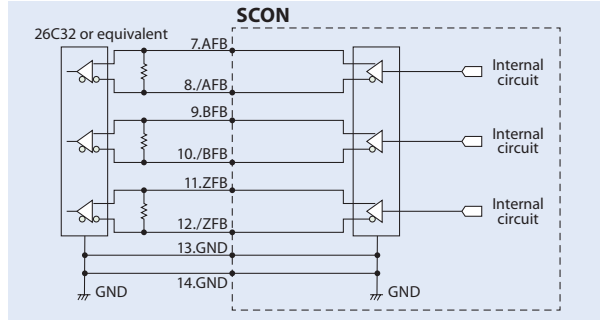 SCON
26C32 or equivalent
7.AFB
Internal
circuit
8./AFB
9.BFB
Internal
circuit
10./BFB
11.ZFB
Internal
circuit
12./ZFB
13.GND
14.GND
GND
GND